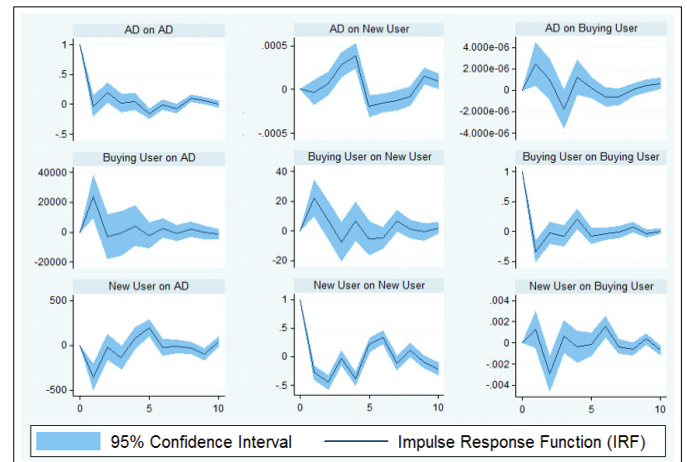 AD on AD
AD on New User
AD on Buying User
1
.5
0
-.5
.0005
0
-.0005
4.000e-06
2.000e-06
0
-2.000e-06
-4.000e-06
Buying User on AD
Buying User on New User
Buying User on Buying User
40000
20000
0
-20000
40
20
0
-20
1
.5
0
-.5
New User on AD
New User on New User
New User on Buying User
500
0
-500
1
.5
0
-.5
.004
.002
0
-.002
-.004
0 5 10
0 5 10
0 5 10
95% Confidence Interval
Impulse Response Function (IRF)